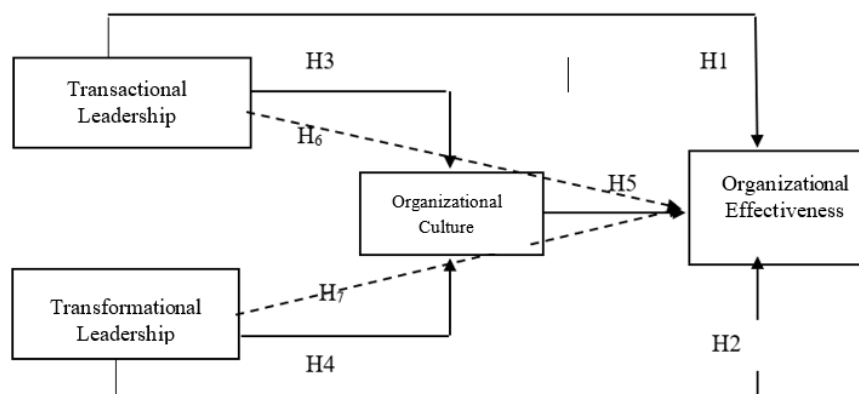 H3
H1
Transactional
Leadership
H6
Organizational
Culture
H5
Organizational
Effectiveness
H7
Transformational
Leadership
H4
H2